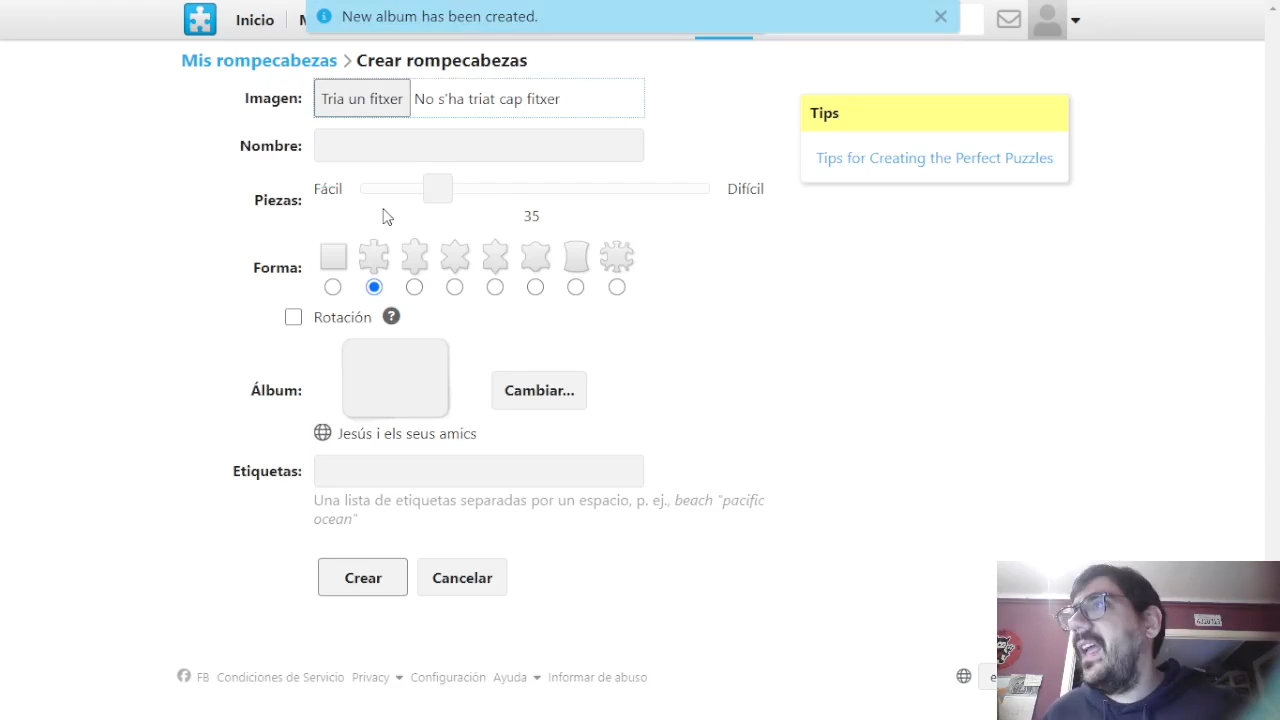 New album has been created.
Inicio
Mis rompecabezas > Crear rompecabezas
Imagen: Tria un fitxer No s'ha triat cap fitxer
Nombre:
Piezas: Fácil Difícil
35
Forma:
Rotación ?
Álbum: Cambiar...
Jesús i els seus amics
Etiquetas:
Una lista de etiquetas separadas por un espacio, p. ej., beach "pacific
ocean"
Crear Cancelar
Tips
Tips for Creating the Perfect Puzzles
FB Condiciones de Servicio Privacy Configuración Ayuda Informar de abuso